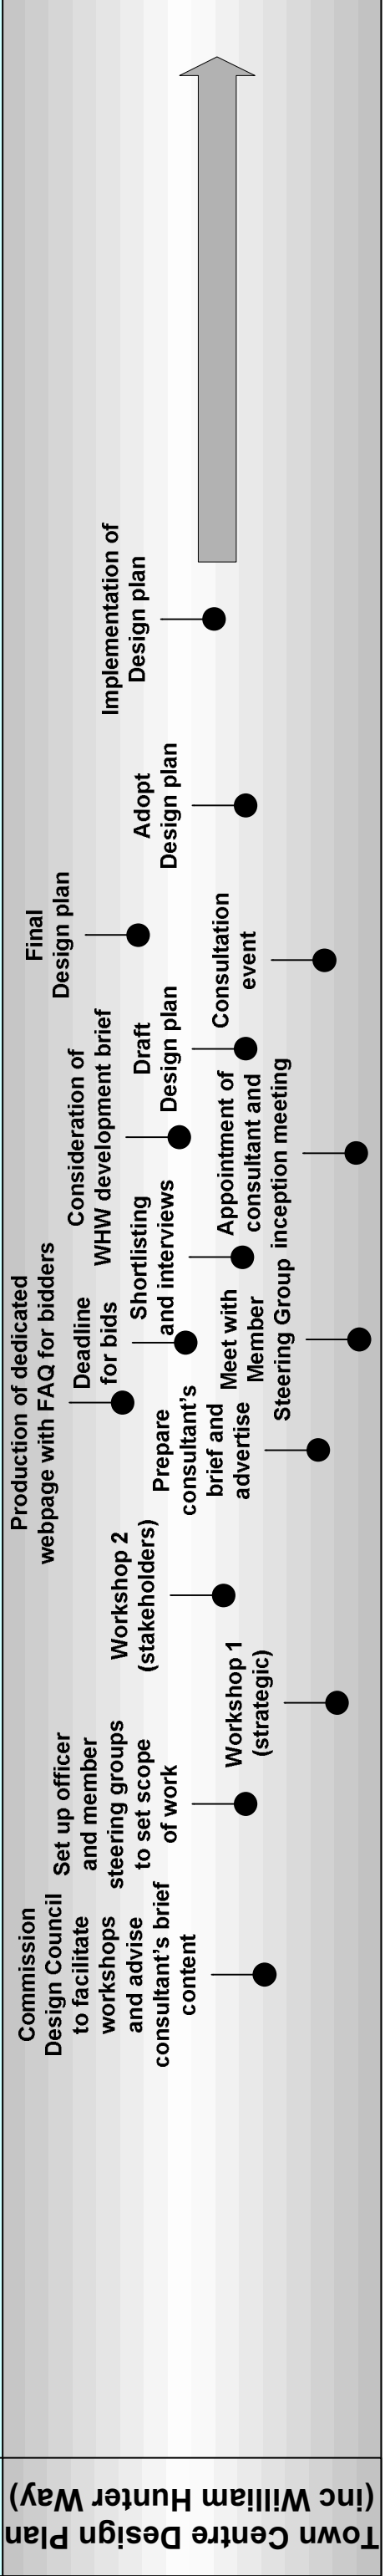 Town Centre Design Plan
(inc William Hunter Way)
Commission
Design Council
to facilitate
workshops
and advise
consultant's brief
content
Set up officer
and member
steering groups
to set scope
of work
Workshop 1
(strategic)
Workshop 2
(stakeholders)
Prepare
consultant's
brief and
advertise
Production of dedicated
webpage with FAQ for bidders
Deadline
for bids
Meet with
Member
Steering Group
Shortlisting
and interviews
Appointment of
consultant and
inception meeting
Consideration of
WHW development brief
Draft
Design plan
Consultation
event
Final
Design plan
Adopt
Design plan
Implementation of
Design plan